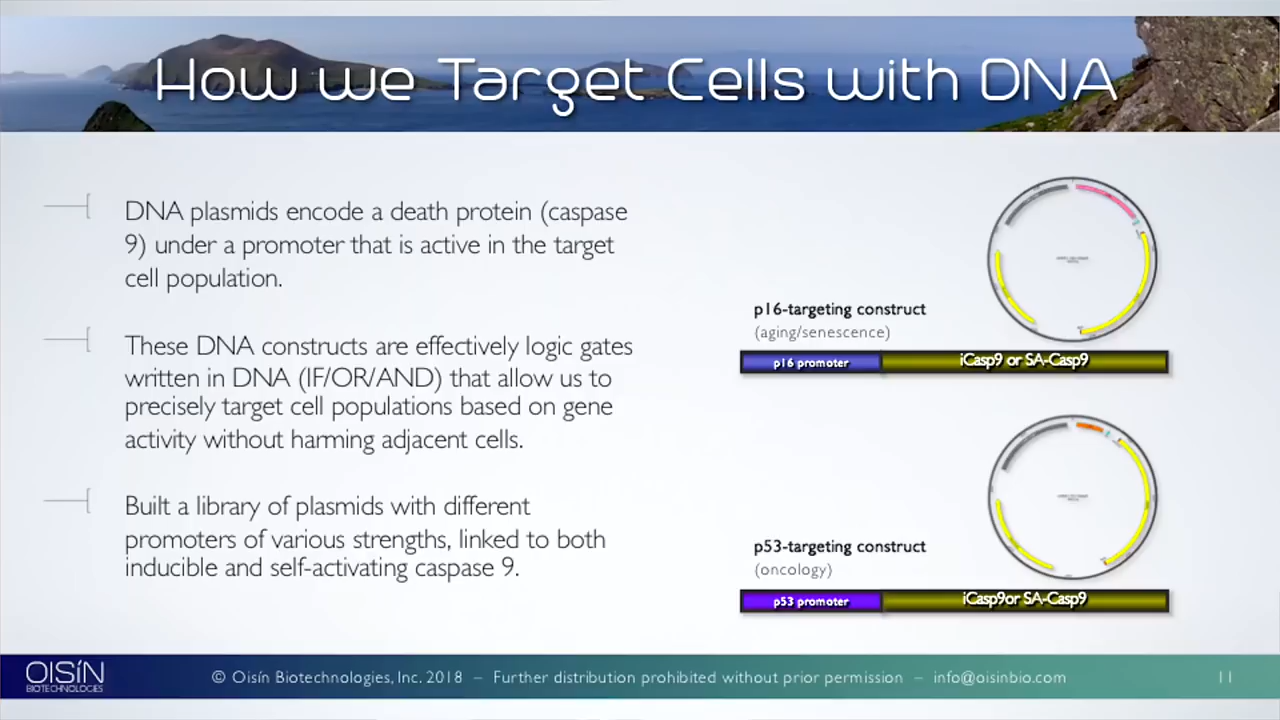 How we Target Cells with DNA
DNA plasmids encode a death protein (caspase
9) under a promoter that is active in the target
cell population.
These DNA constructs are effectively logic gates
written in DNA (IF/OR/AND) that allow us to
precisely target cell populations based on gene
activity without harming adjacent cells.
Built a library of plasmids with different
promoters of various strengths, linked to both
inducible and self-activating caspase 9.
p16-targeting construct
(aging/senescence)
p16 promoter
iCasp9 or SA-Casp9
p53-targeting construct
(oncology)
p53 promoter
iCasp9or SA-Casp9
OISÍN
BIOTECHNOLOGIES
© Oisín Biotechnologies, Inc. 2018 – Further distribution prohibited without prior permission – info@oisinbio.com
11